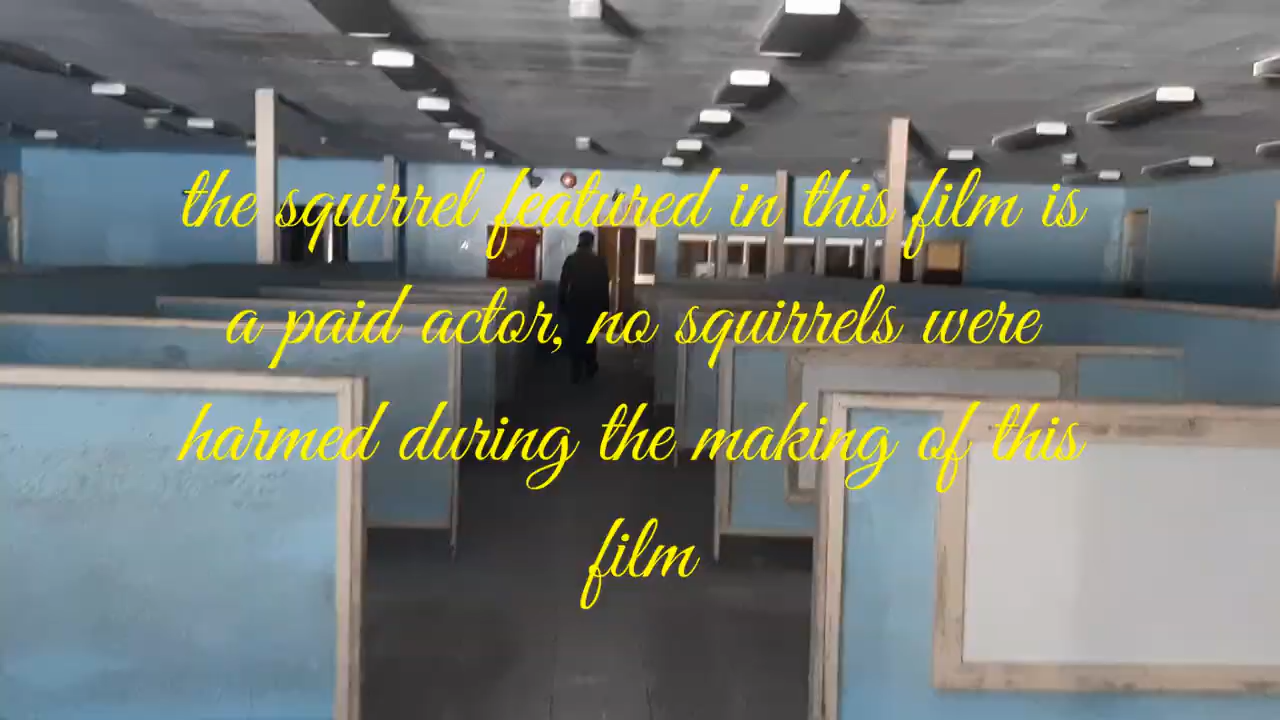 the squirrel featured in this film is
a paid actor, no squirrels were
harmed during the making of this
film